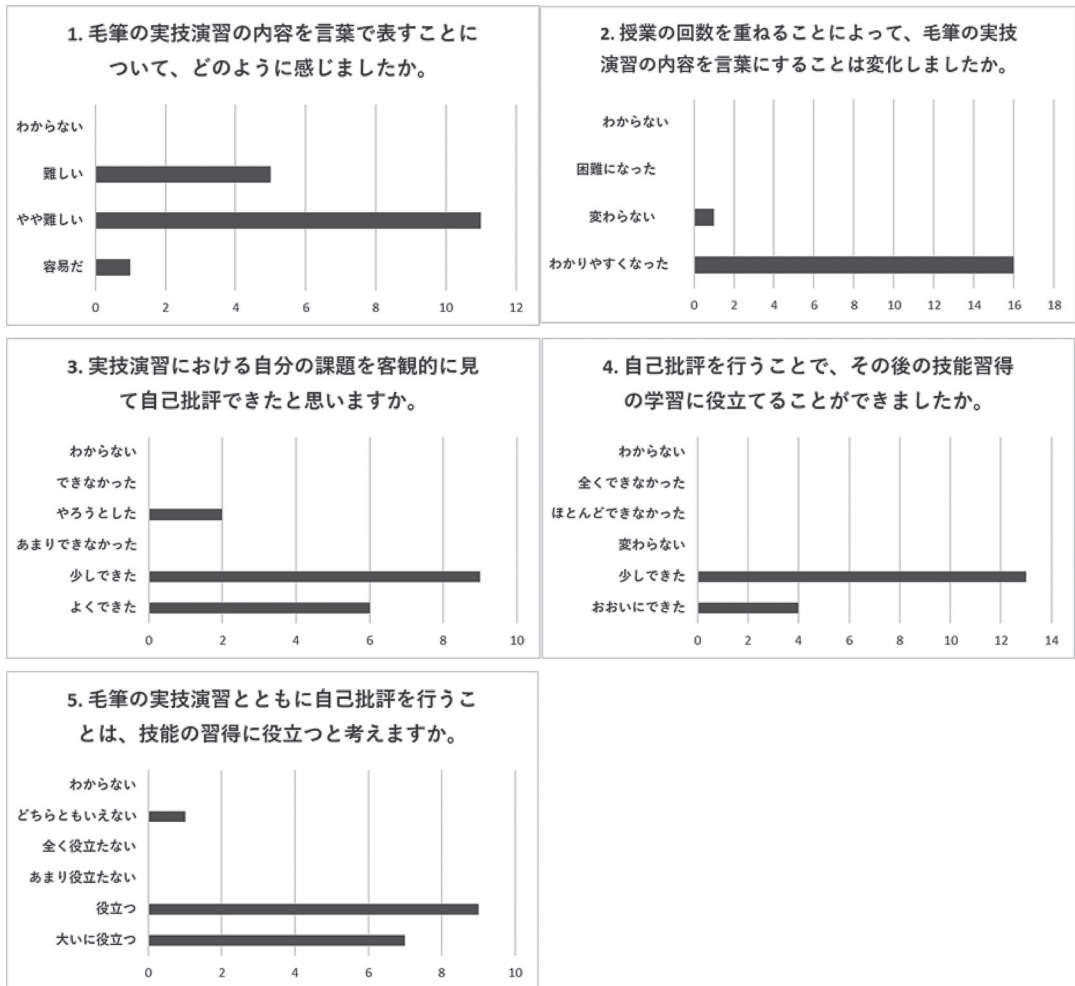 1. 毛筆の実技演習の内容を言葉で表すことに
ついて、どのように感じましたか。
わからない
難しい
やや難しい
容易だ
0 2 4 6 8 10 12
2. 授業の回数を重ねることによって、毛筆の実技
演習の内容を言葉にすることは変化しましたか。
わからない
困難になった
変わらない
わかりやすくなった
0 2 4 6 8 10 12 14 16 18
3. 実技演習における自分の課題を客観的に見
て自己批評できたと思いますか。
わからない
できなかった
やろうとした
あまりできなかった
少しできた
よくできた
0 2 4 6 8 10
4. 自己批評を行うことで、その後の技能習得
の学習に役立てることができましたか。
わからない
全くできなかった
ほとんどできなかった
変わらない
少しできた
おおいにできた
0 2 4 6 8 10 12 14
5. 毛筆の実技演習とともに自己批評を行うこ
とは、技能の習得に役立つと考えますか。
わからない
どちらともいえない
全く役立たない
あまり役立たない
役立つ
大いに役立つ
0 2 4 6 8 10